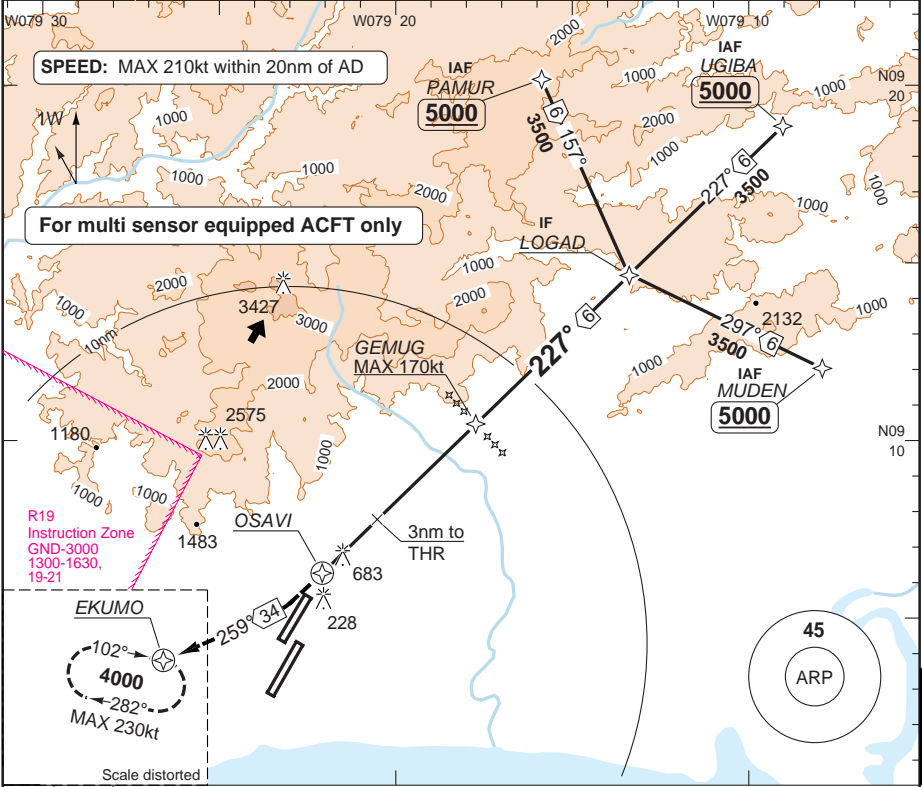 W079 30
W079 20
W079 10
SPEED: MAX 210kt within 20nm of AD
IAF
PAMUR
5000
IAF
UGIBA
5000
N09
20
2000
1000
1000
2000
1000
1W
1000
1000
1000
2000
6
3500
157°
227°
6
3500
1000
1000
For multi sensor equipped ACFT only
IF
LOGAD
1000
2000
2000
3427
3000
1000
10nm
6
227°
2132
1000
297°
6
3500
1000
GEMUG
MAX 170kt
IAF
MUDEN
5000
2000
2575
1180
1000
N09
10
1000
1000
R19
Instruction Zone
GND-3000
1300-1630,
19-21
1483
OSAVI
3nm to
THR
683
228
EKUMO
259°
34
102°
4000
282°
MAX 230kt
Scale distorted
45
ARP